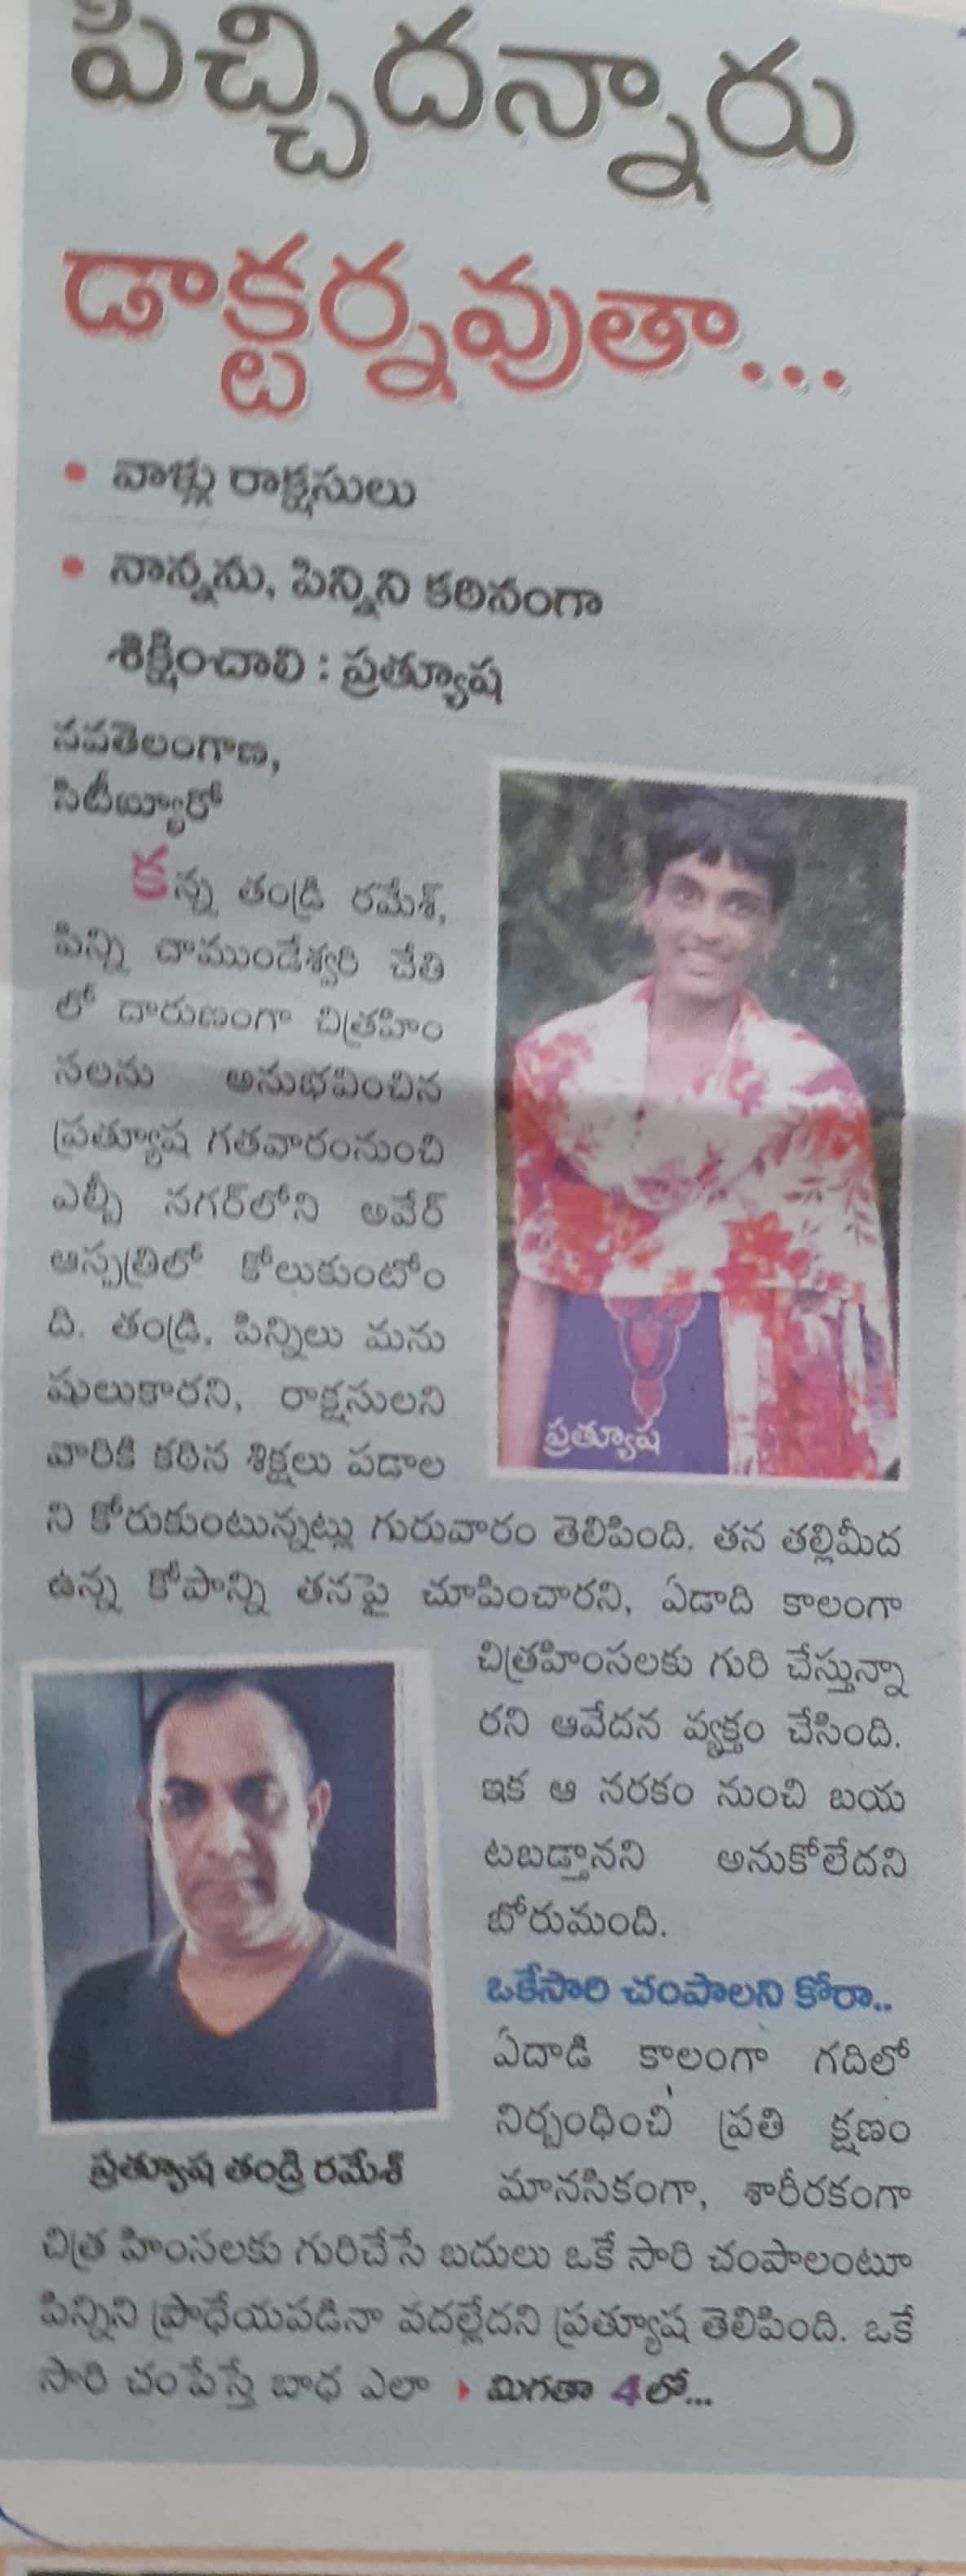 పిచ్చిదన్నారు
డాక్టర్నవుతా...
• వాళ్లు రాక్షసులు
• నాన్నను, పిన్నిని కఠినంగా
శిక్షించాలి : ప్రత్యూష
నవతెలంగాణ,
సిటీబ్యూరో
కన్న తండ్రి రమేశ్,
పిన్ని చాముండేశ్వరి చేతి
లో దారుణంగా చిత్రహిం
సలను అనుభవించిన
ప్రత్యూష గతవారంనుంచి
ఎల్బీ నగర్‌లోని అవేర్
ఆస్పత్రిలో కోలుకుంటోం
ది. తండ్రి, పిన్నిలు మను
షులుకారని, రాక్షసులని
వారికి కఠిన శిక్షలు పడాల
ని కోరుకుంటున్నట్లు గురువారం తెలిపింది. తన తల్లిమీద
ఉన్న కోపాన్ని తనపై చూపించారని, ఏడాది కాలంగా
చిత్రహింసలకు గురి చేస్తున్నా
రని ఆవేదన వ్యక్తం చేసింది.
ఇక ఆ నరకం నుంచి బయ
టబడ్తానని అనుకోలేదని
బోరుమంది.
ప్రత్యూష
ఒకేసారి చంపాలని కోరా..
ఏదాడి కాలంగా గదిలో
నిర్బంధించి ప్రతి క్షణం
మానసికంగా, శారీరకంగా
ప్రత్యూష తండ్రి రమేశ్
చిత్ర హింసలకు గురిచేసే బదులు ఒకే సారి చంపాలంటూ
పిన్నిని ప్రాధేయపడినా వదల్లేదని ప్రత్యూష తెలిపింది. ఒకే
సారి చంపేస్తే బాధ ఎలా మిగతా 4లో...